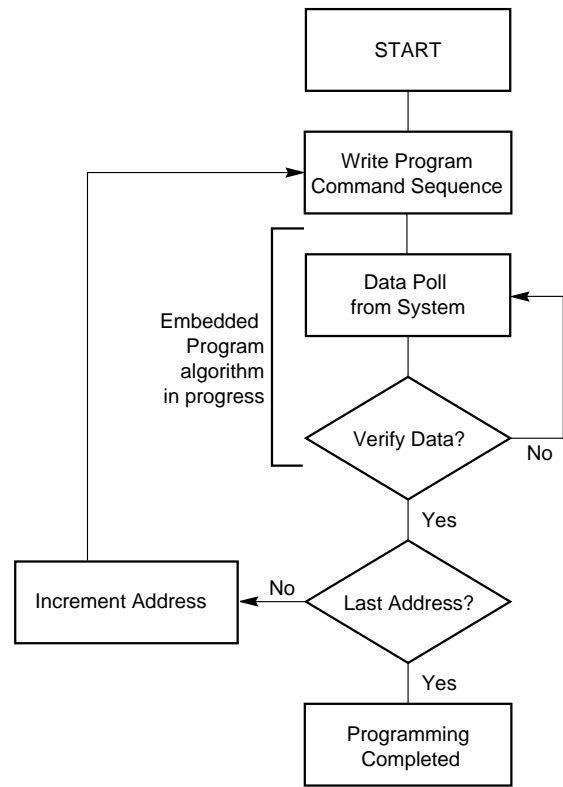 START
Write Program
Command Sequence
Data Poll
from System
Embedded
Program
algorithm
in progress
Verify Data?
No
Yes
Last Address?
No
Increment Address
Yes
Programming
Completed